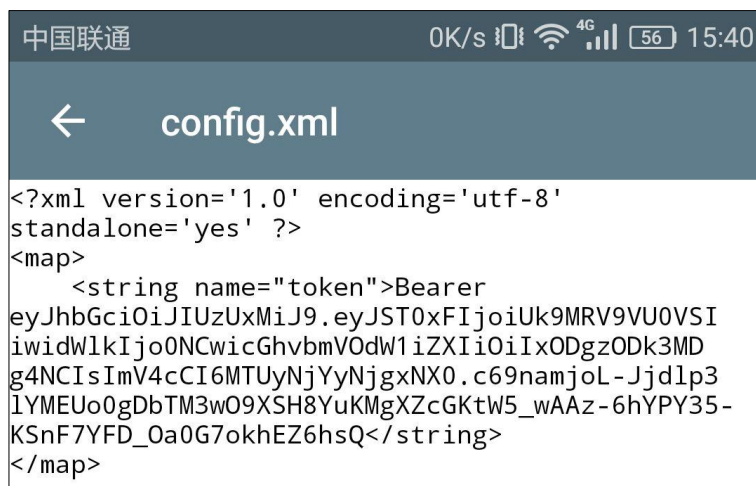 中国联通 0K/s 4G 56 15:40
config.xml
<?xml version='1.0' encoding='utf-8'
standalone='yes' ?>
<map>
<string name="token">Bearer
eyJhbGciOiJIUzUxMiJ9.eyJST0xFIjoiUk9MRV9VU0VSI
iwidWlkIjo0NCwicGhvbmVOdW1iZXIiOiIxODgzODk3MD
g4NCIsImV4cCI6MTUyNjYyNjgxNX0.c69namjoL-Jjdlp3
lYMEUo0gDbTM3wO9XSH8YuKMgXZcGKtW5_wAAz-6hYPY35-
KSnF7YFD_Oa0G7okhEZ6hsQ</string>
</map>